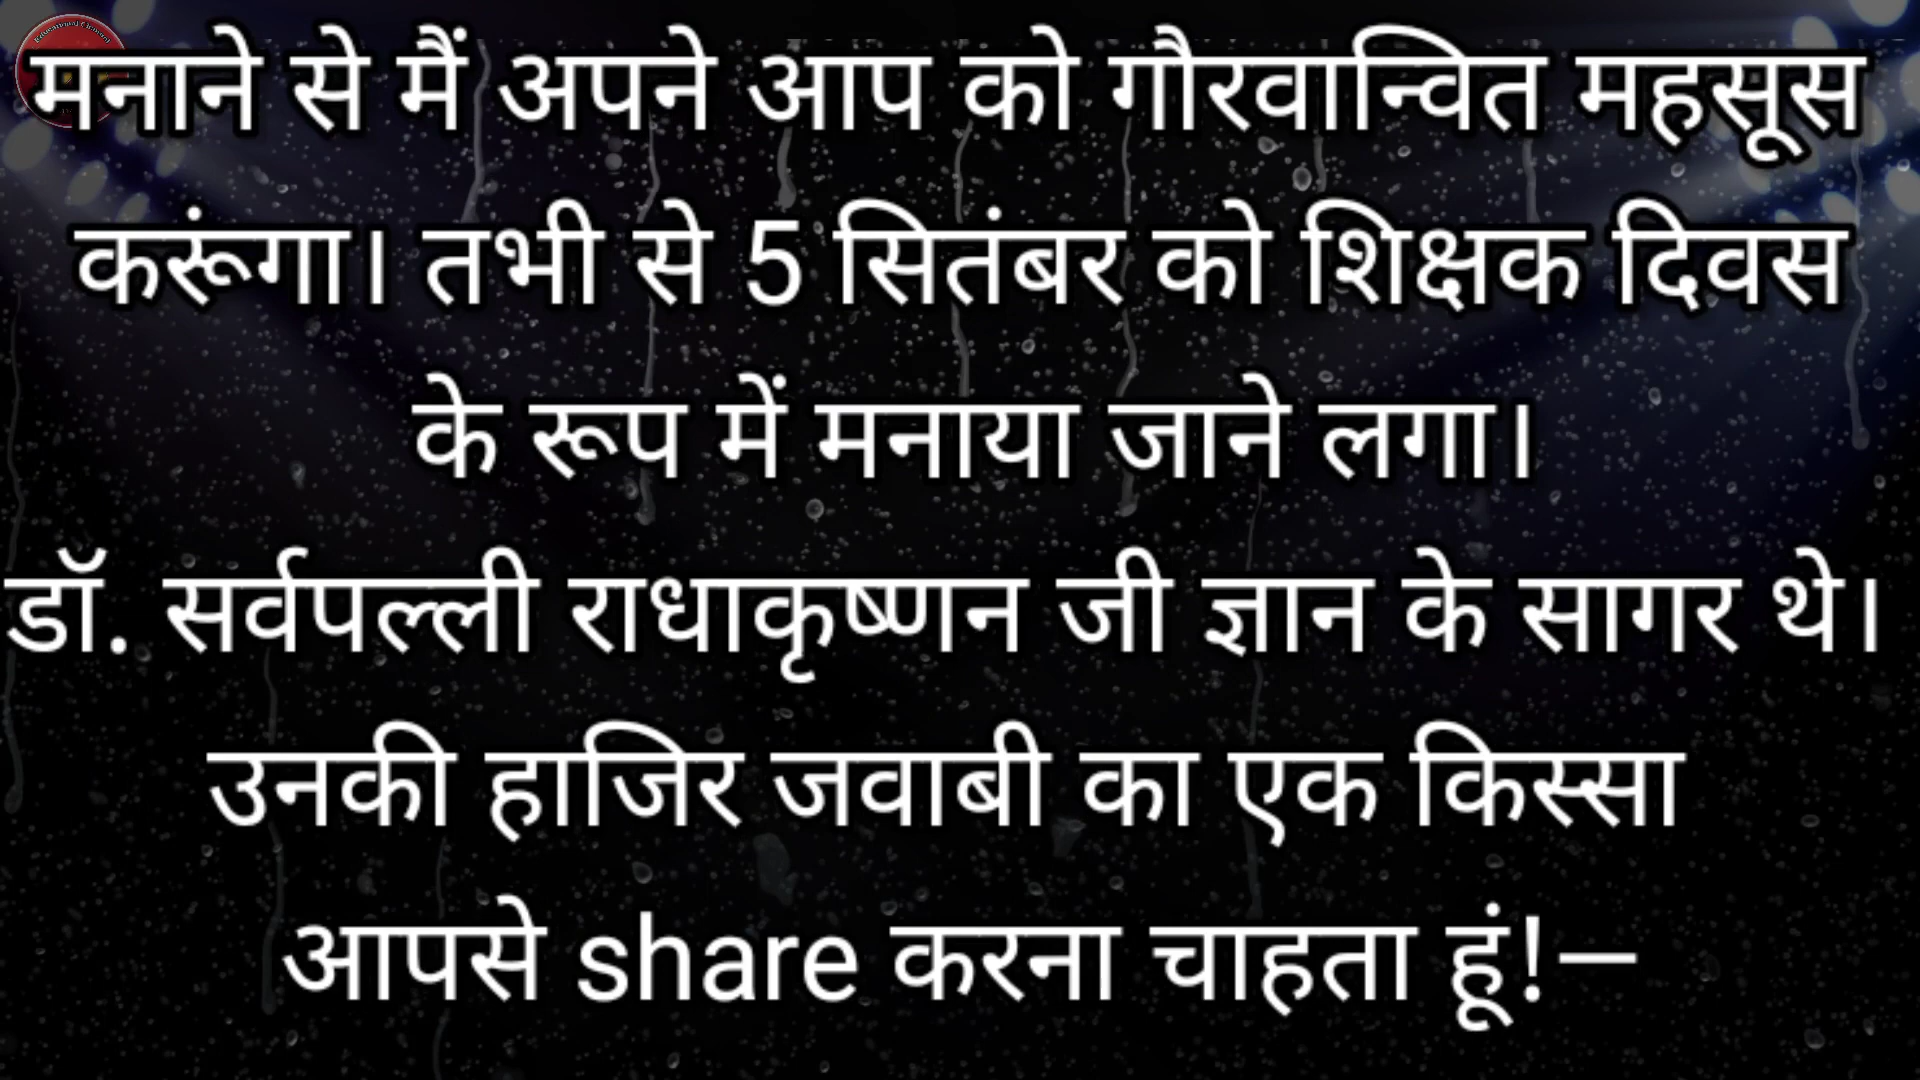 मनाने से मैं अपने आप को गौरवान्वित महसूस
करूंगा। तभी से 5 सितंबर को शिक्षक दिवस
के रूप में मनाया जाने लगा।
डॉ. सर्वपल्ली राधाकृष्णन जी ज्ञान के सागर थे।
उनकी हाजिर जवाबी का एक किस्सा
आपसे share करना चाहता हूं!—